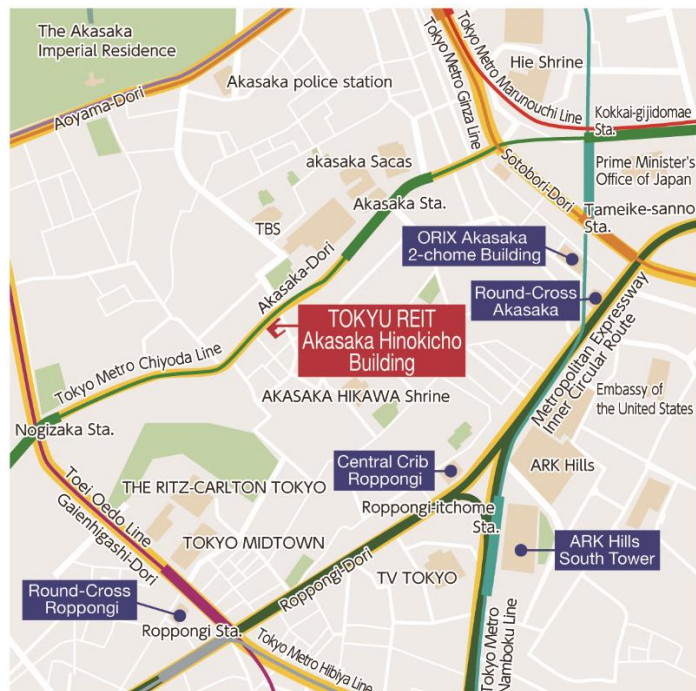 The Akasaka
Imperial Residence
Aoyama-Dori
Akasaka police station
Tokyo Metro Ginza Line
Tokyo Metro Marunouchi Line
Hie Shrine
Kokkai-gijidomae
Sta.
Prime Minister's
Office of Japan
akasaka Sacas
Akasaka Sta.
Sotobori-Dori
Tameike-sanno
Sta.
TBS
Akasaka-Dori
ORIX Akasaka
2-chome Building
Round-Cross
Akasaka
TOKYU REIT
Akasaka Hinokicho
Building
Metropolitan Expressway
Inner Circular Route
Tokyo Metro Chiyoda Line
AKASAKA HIKAWA Shrine
Embassy of
the United States
Nogizaka Sta.
Central Crib
Roppongi
ARK Hills
Toei Oedo Line
Gaienhigashi-Dori
THE RITZ-CARLTON TOKYO
Roppongi-itchome
Sta.
TOKYO MIDTOWN
Roppongi-Dori
TV TOKYO
ARK Hills
South Tower
Round-Cross
Roppongi
Roppongi Sta.
Tokyo Metro Hibiya Line
Tokyo Metro
Namboku Line